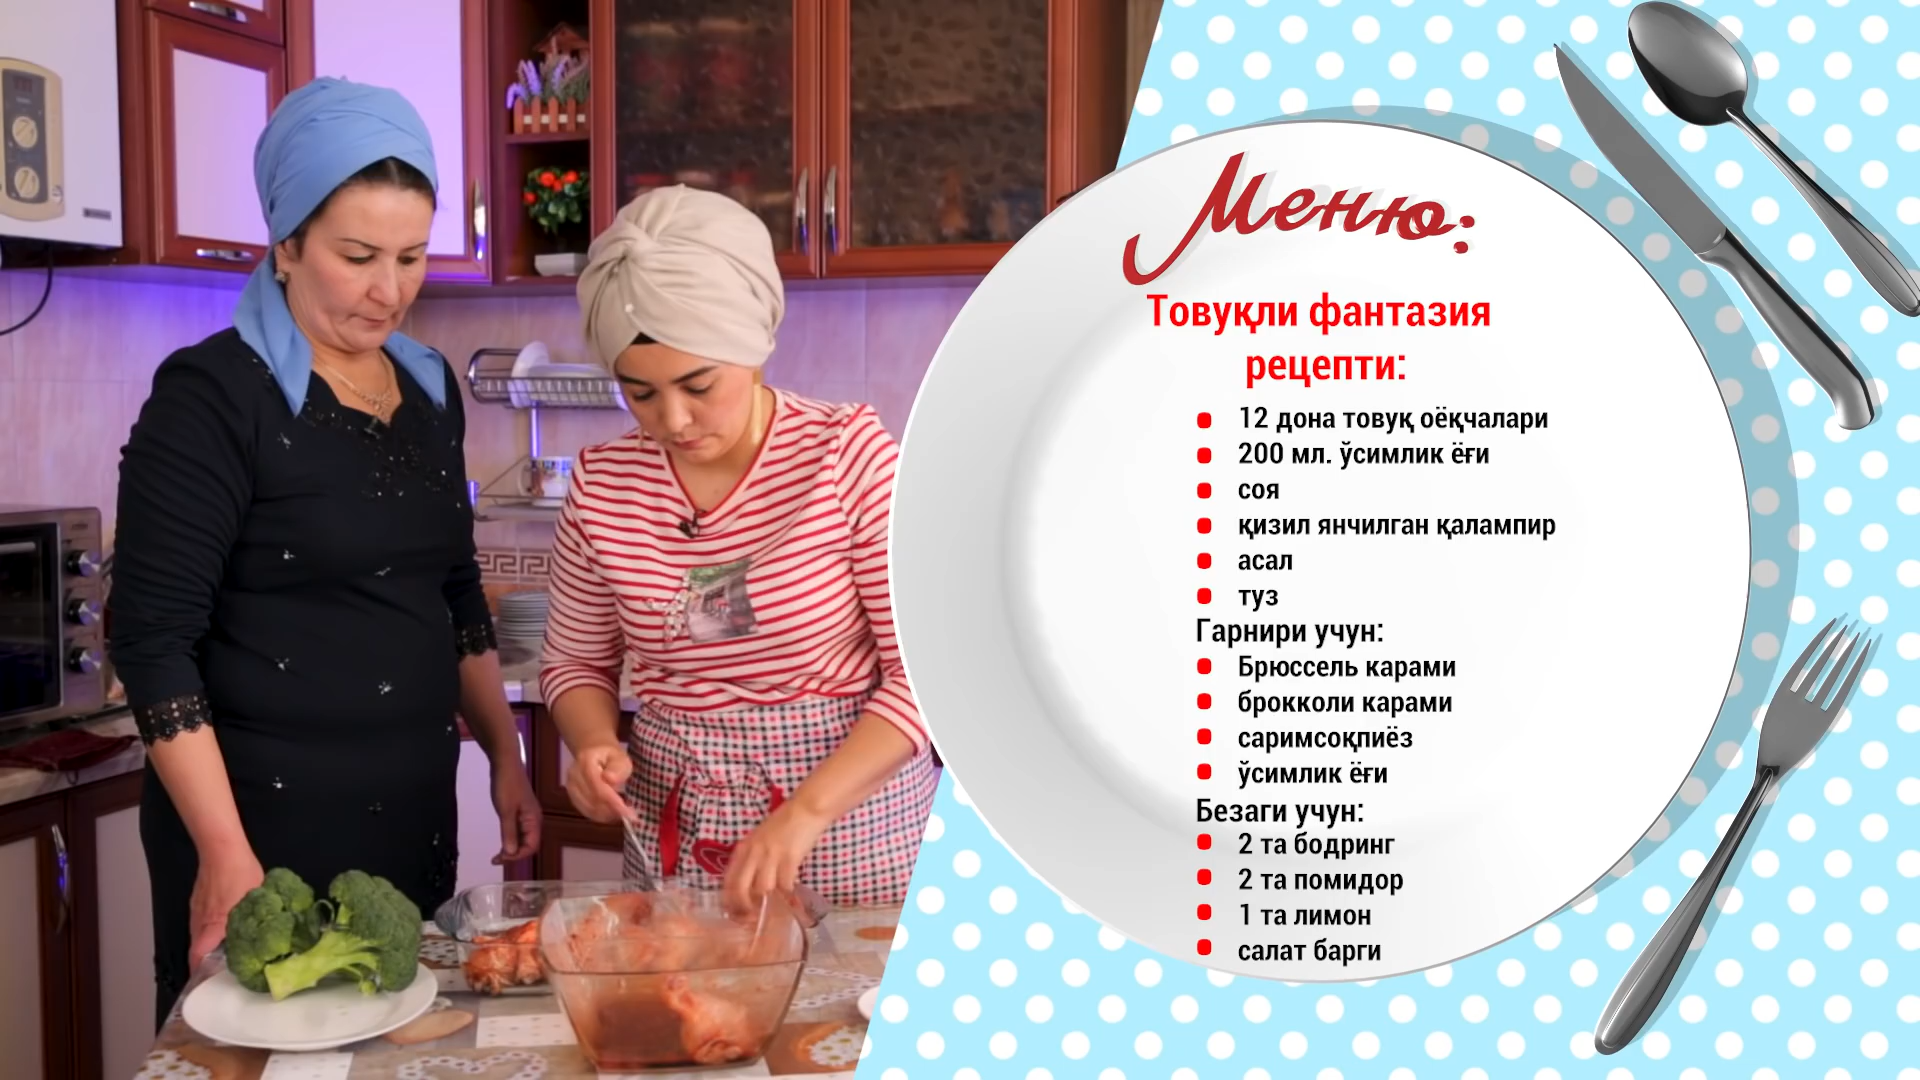 Меню:
Товуқли фантазия
рецепти:
12 дона товуқ оёқчалари
200 мл. ўсимлик ёғи
соя
қизил янчилган қалампир
асал
туз
Гарнири учун:
Брюссель карами
брокколи карами
саримсоқпиёз
ўсимлик ёғи
Безаги учун:
2 та бодринг
2 та помидор
1 та лимон
салат барги